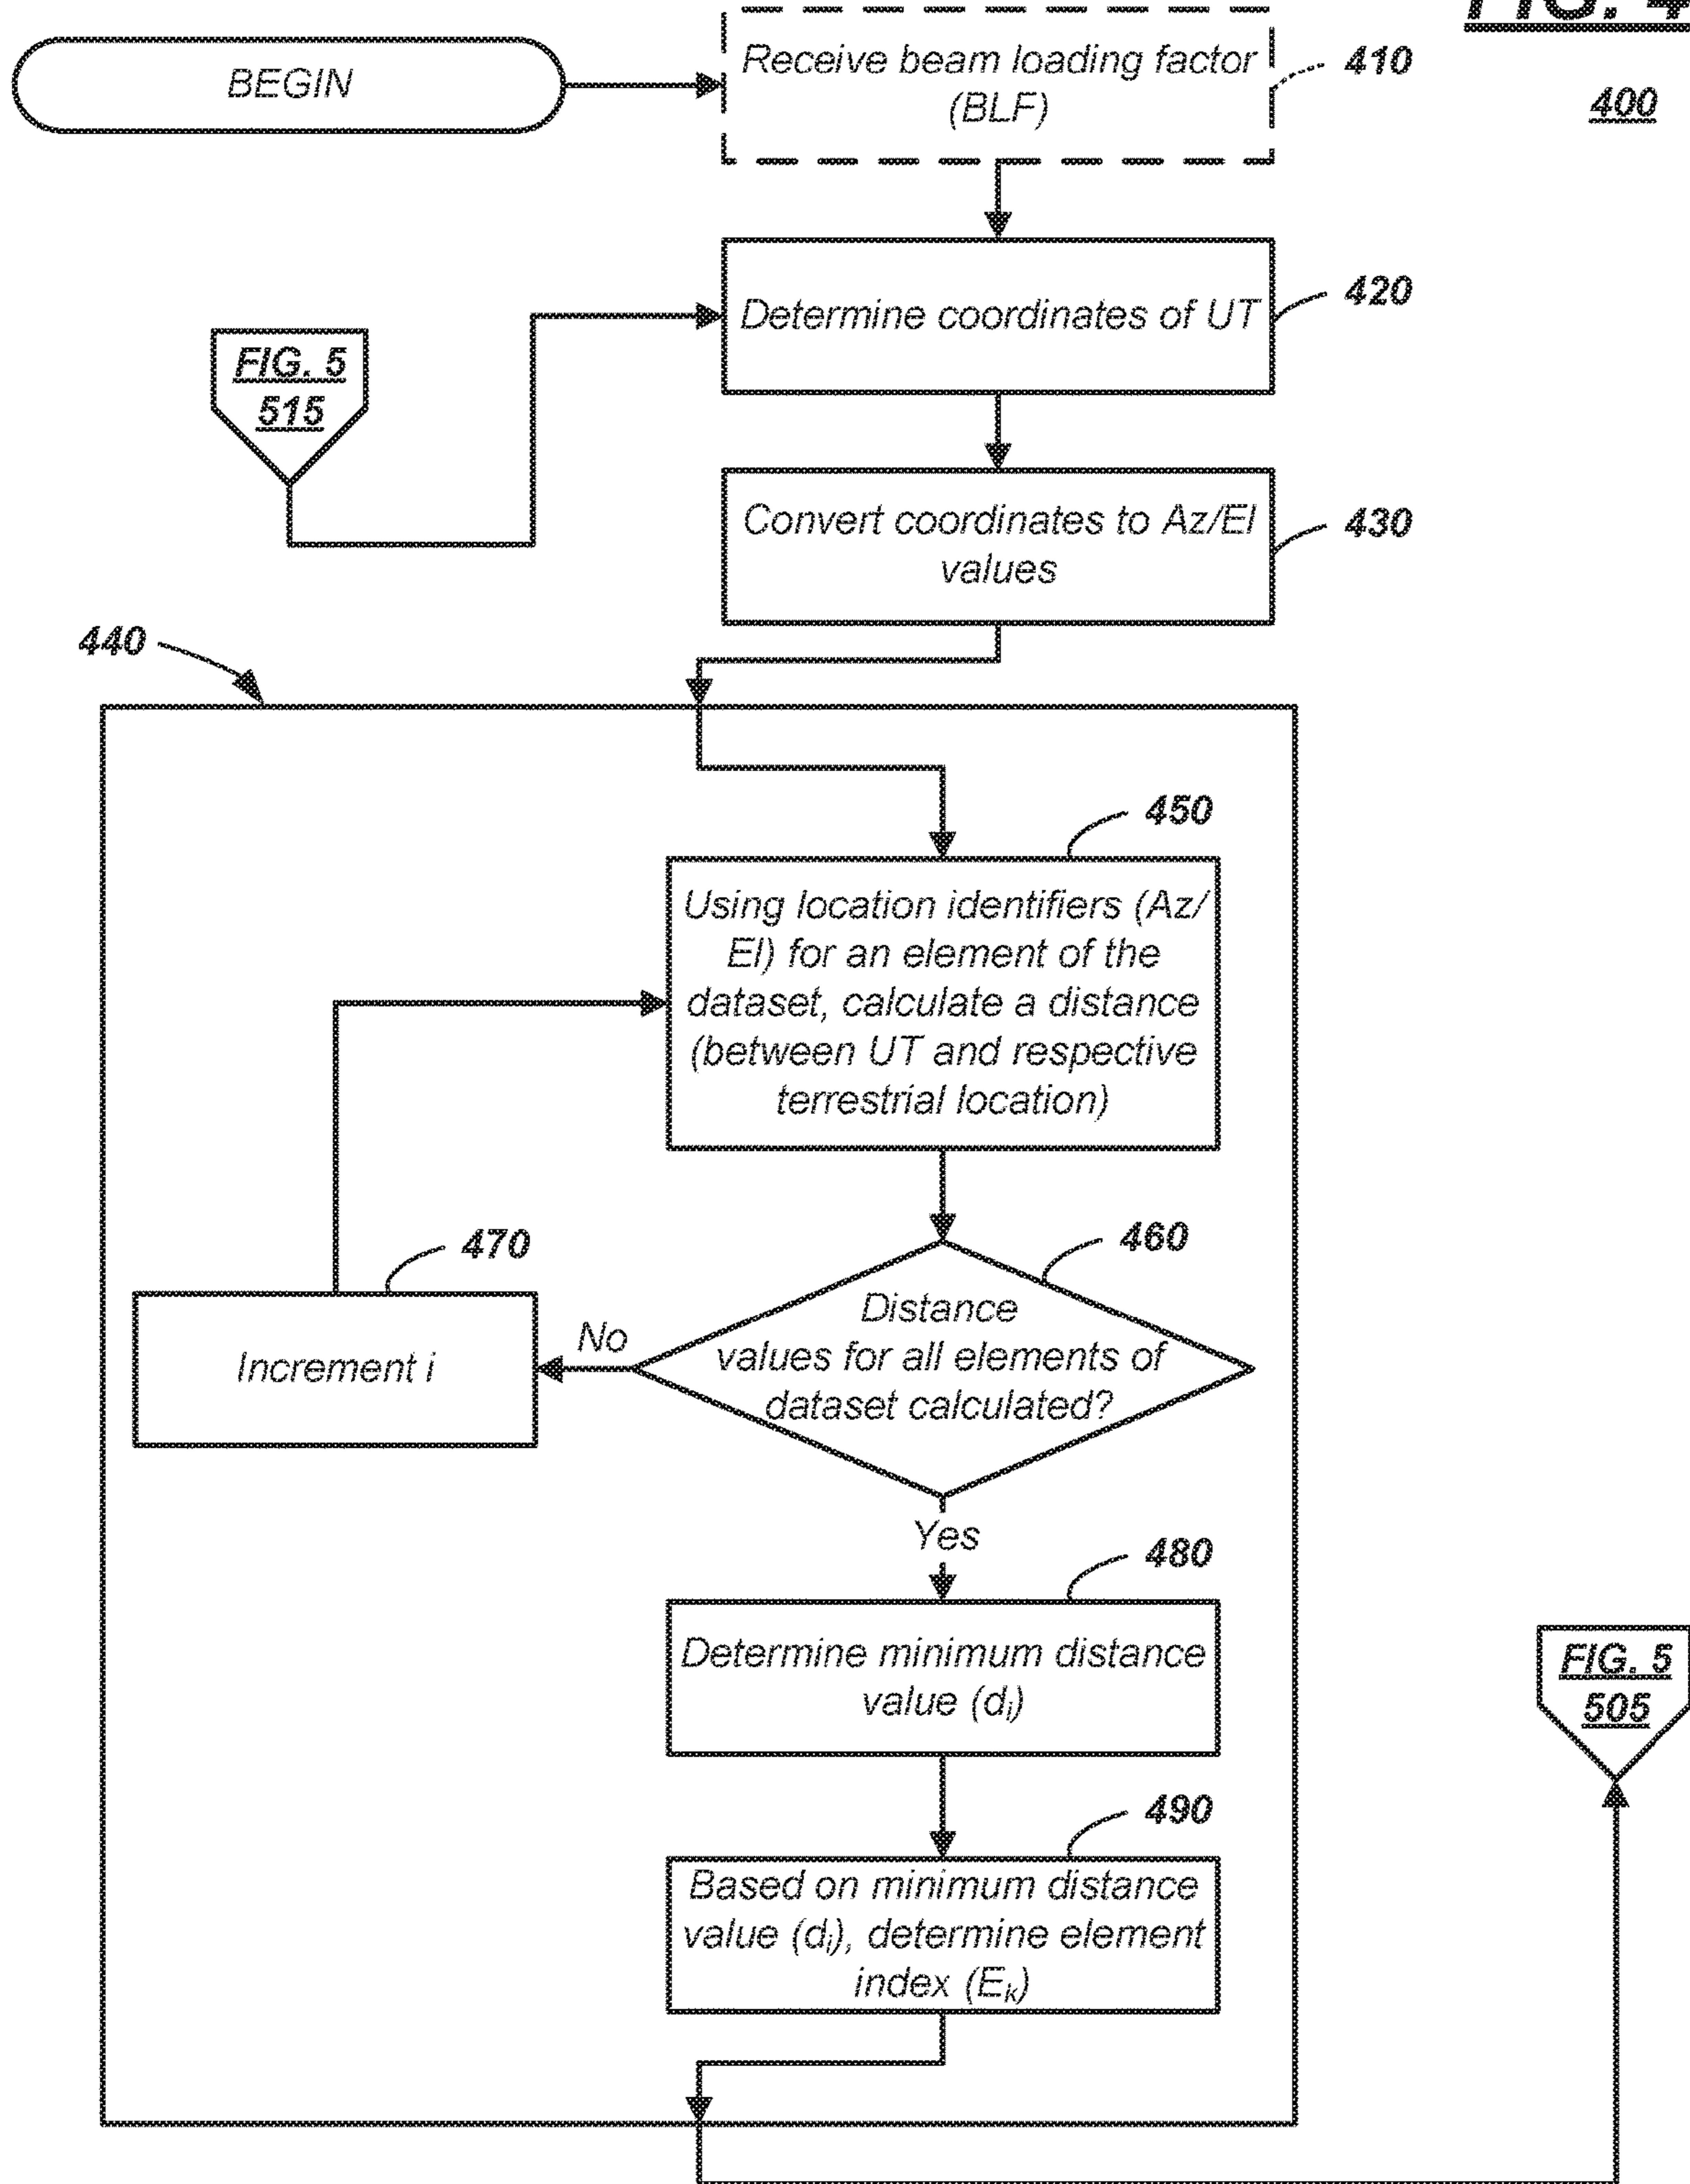 FIG. 4
400
BEGIN
Receive beam loading factor
(BLF)
410
Determine coordinates of UT
420
FIG. 5
515
Convert coordinates to Az/El
values
430
440
450
Using location identifiers (Az/
El) for an element of the
dataset, calculate a distance
(between UT and respective
terrestrial location)
460
Distance
values for all elements of
dataset calculated?
No
470
Increment i
Yes
480
Determine minimum distance
value (dᵢ)
490
Based on minimum distance
value (dᵢ), determine element
index (Eₖ)
FIG. 5
505